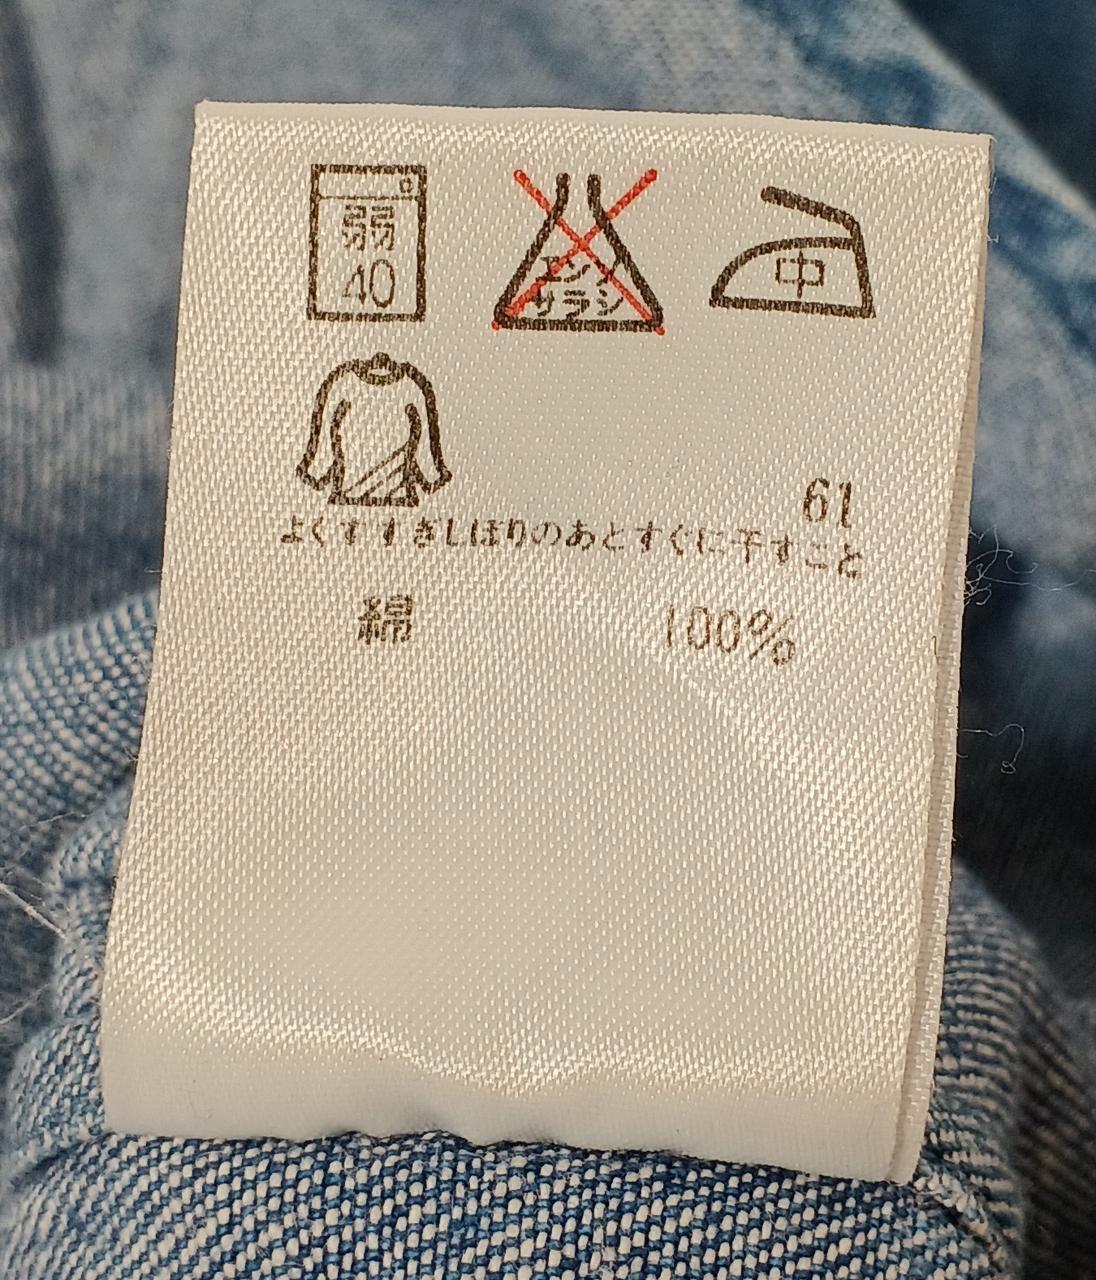 弱 エンソ 中
40 サラシ
61
よくすすぎしぼりのあとすぐに干すこと
綿 100%